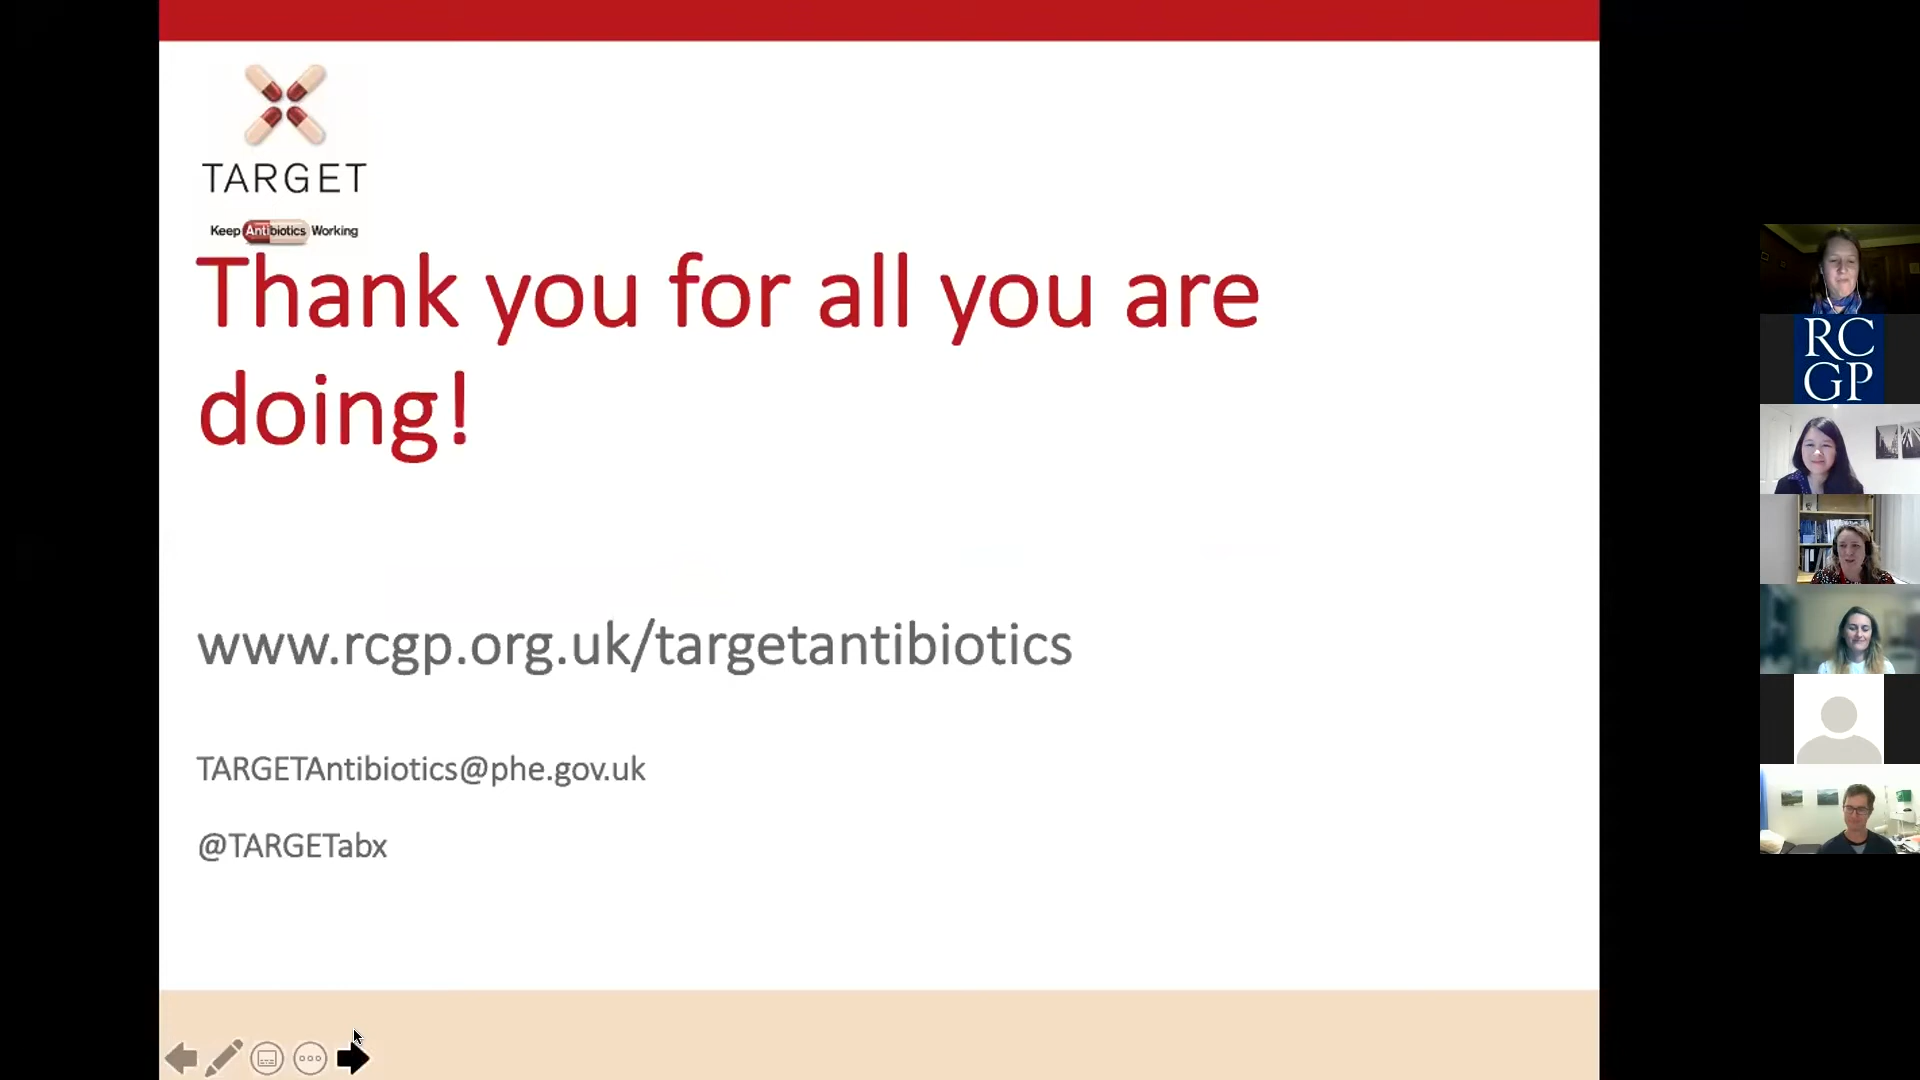 TARGET
Keep Antibiotics Working
Thank you for all you are
doing!
www.rcgp.org.uk/targetantibiotics
TARGETAntibiotics@phe.gov.uk
@TARGETabx
RC
GP